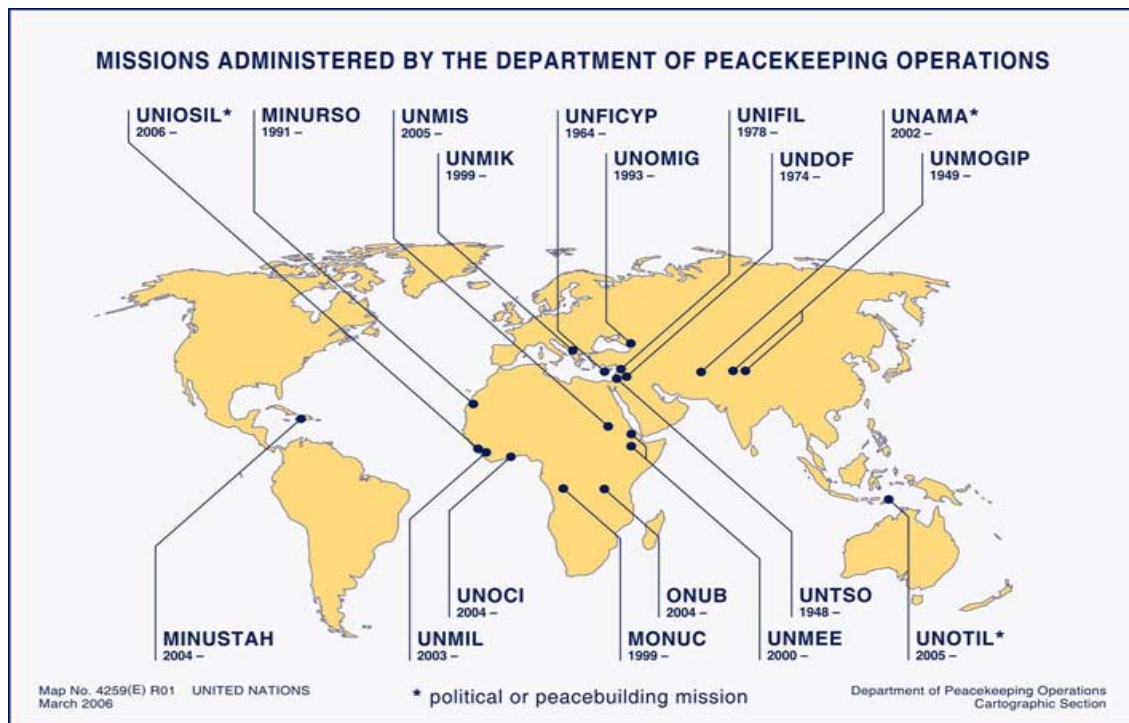 MISSIONS ADMINISTERED BY THE DEPARTMENT OF PEACEKEEPING OPERATIONS
UNIOSIL*
2006 –
MINURSO
1991 –
UNMIS
2005 –
UNFICYP
1964 –
UNIFIL
1978 –
UNAMA*
2002 –
UNMIK
1999 –
UNOMIG
1993 –
UNDOF
1974 –
UNMOGIP
1949 –
UNOCI
2004 –
ONUB
2004 –
UNTSO
1948 –
MINUSTAH
2004 –
UNMIL
2003 –
MONUC
1999 –
UNMEE
2000 –
UNOTIL*
2005 –
Map No. 4259(E) R01 UNITED NATIONS
March 2006
* political or peacebuilding mission
Department of Peacekeeping Operations
Cartographic Section